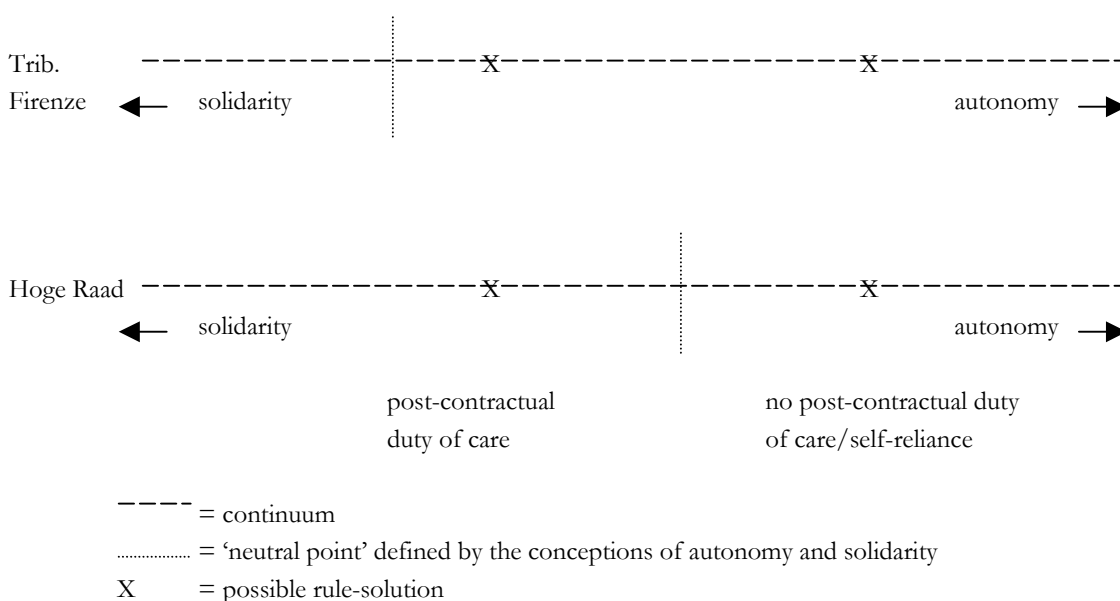 Trib.
Firenze
X X
solidarity autonomy
Hoge Raad
X X
solidarity autonomy
post-contractual
duty of care
no post-contractual duty
of care/self-reliance
= continuum
= ‘neutral point’ defined by the conceptions of autonomy and solidarity
X = possible rule-solution